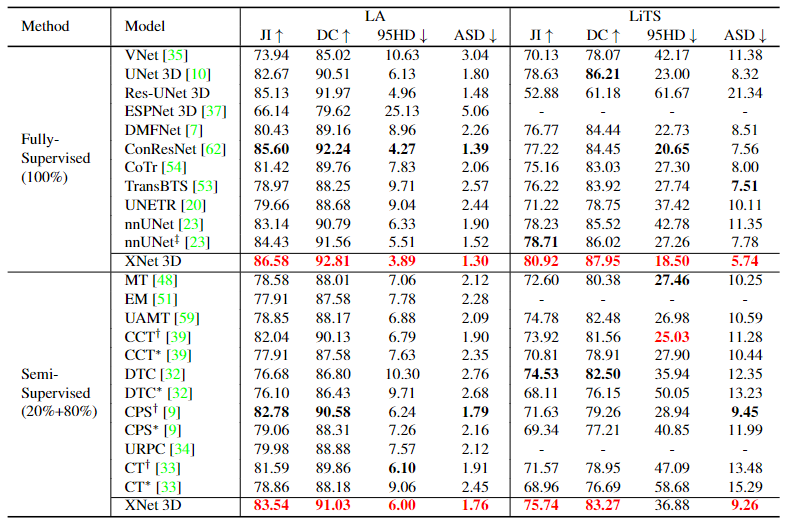 Method Model LA LiTS
JI ↑ DC ↑ 95HD ↓ ASD ↓ JI ↑ DC ↑ 95HD ↓ ASD ↓
VNet [35] 73.94 85.02 10.63 3.04 70.13 78.07 42.17 11.38
UNet 3D [10] 82.67 90.51 6.13 1.80 78.63 86.21 23.00 8.32
Res-UNet 3D 85.13 91.97 4.96 1.48 52.88 61.18 61.67 21.34
ESPNet 3D [37] 66.14 79.62 25.13 5.06 - - - -
DMFNet [7] 80.43 89.16 8.96 2.26 76.77 84.44 22.73 8.51
Fully- ConResNet [62] 85.60 92.24 4.27 1.39 77.22 84.45 20.65 7.56
Supervised CoTr [54] 81.42 89.76 7.83 2.06 75.16 83.03 27.30 8.00
(100%) TransBTS [53] 78.97 88.25 9.71 2.57 76.22 83.92 27.74 7.51
UNETR [20] 79.66 88.68 9.04 2.44 71.22 78.75 37.42 10.11
nnUNet [23] 83.14 90.79 6.33 1.90 78.23 85.52 42.78 11.35
nnUNet‡ [23] 84.43 91.56 5.51 1.52 78.71 86.02 27.26 7.78
XNet 3D 86.58 92.81 3.89 1.30 80.92 87.95 18.50 5.74
MT [48] 78.58 88.01 7.06 2.12 72.60 80.38 27.46 10.25
EM [51] 77.91 87.58 7.78 2.28 - - - -
UAMT [59] 78.85 88.17 6.88 2.09 74.78 82.48 26.98 10.59
CCT† [39] 82.04 90.13 6.79 1.90 73.92 81.56 25.03 11.28
CCT* [39] 77.91 87.58 7.63 2.35 70.81 78.91 27.90 10.44
Semi- DTC [32] 76.68 86.80 10.30 2.76 74.53 82.50 35.94 12.35
Supervised DTC* [32] 76.10 86.43 9.71 2.68 68.11 76.15 50.05 13.23
(20%+80%) CPS† [9] 82.78 90.58 6.24 1.79 71.63 79.26 28.94 9.45
CPS* [9] 79.06 88.31 7.26 2.16 69.34 77.21 40.85 11.99
URPC [34] 79.98 88.88 7.57 2.12 - - - -
CT† [33] 81.59 89.86 6.10 1.91 71.57 78.95 47.09 13.48
CT* [33] 78.86 88.18 9.06 2.45 68.96 76.69 58.68 15.29
XNet 3D 83.54 91.03 6.00 1.76 75.74 83.27 36.88 9.26